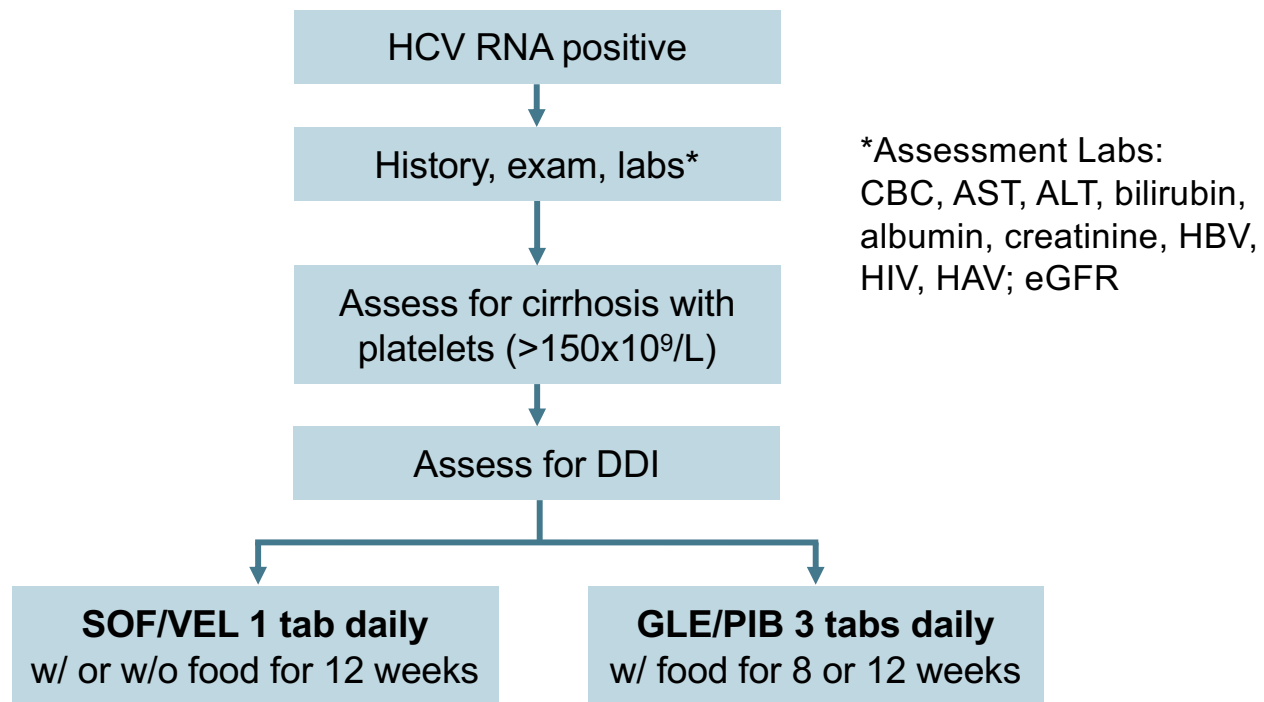 HCV RNA positive
History, exam, labs*
*Assessment Labs:
CBC, AST, ALT, bilirubin,
albumin, creatinine, HBV,
HIV, HAV; eGFR
Assess for cirrhosis with
platelets (>150x10⁹/L)
Assess for DDI
SOF/VEL 1 tab daily
w/ or w/o food for 12 weeks
GLE/PIB 3 tabs daily
w/ food for 8 or 12 weeks